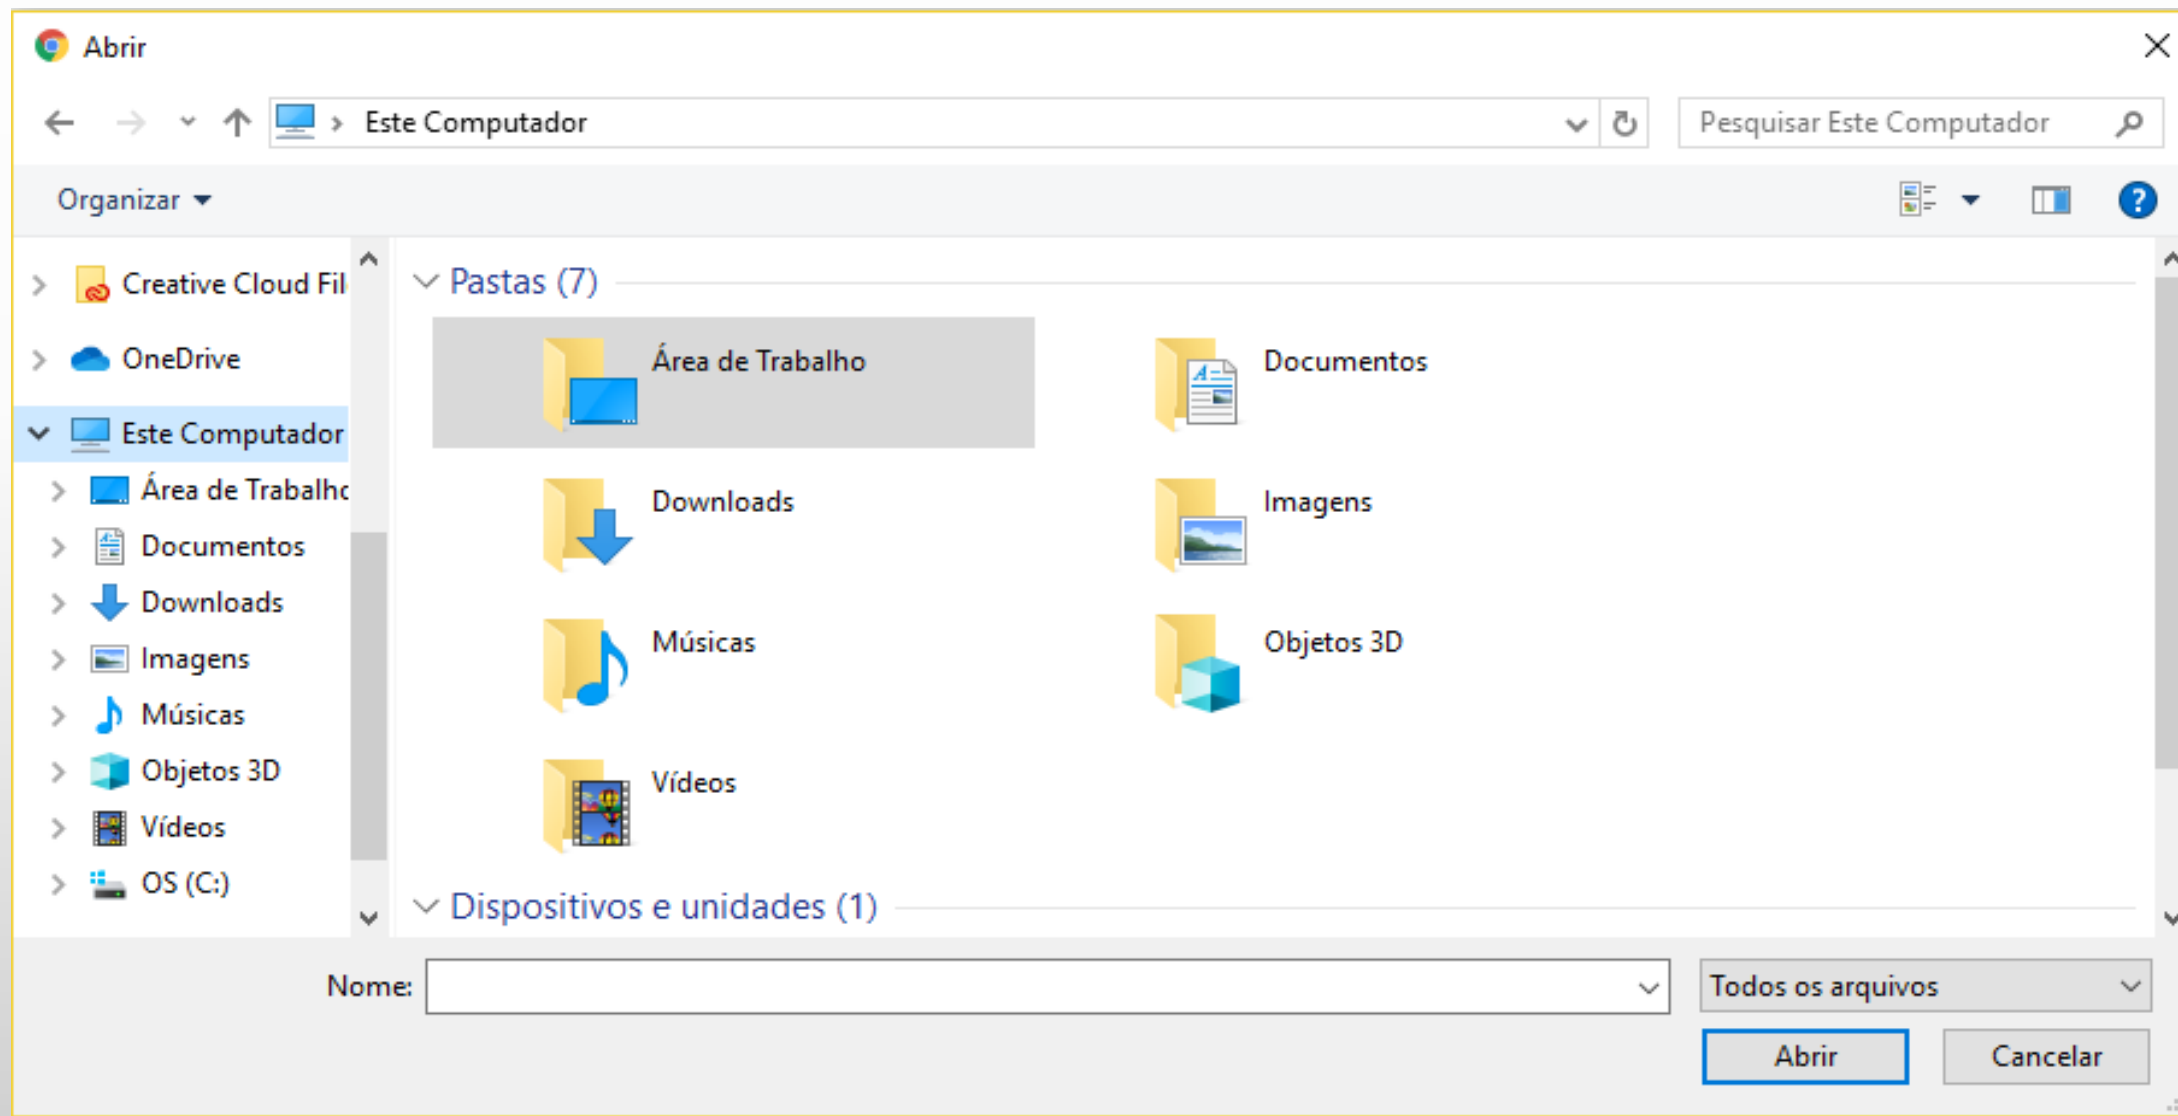 Abrir
Este Computador
Pesquisar Este Computador
Organizar
?
Creative Cloud Fil
OneDrive
Este Computador
Área de Trabalho
Documentos
Downloads
Imagens
Músicas
Objetos 3D
Vídeos
OS (C:)
Pastas (7)
Área de Trabalho
Documentos
Downloads
Imagens
Músicas
Objetos 3D
Vídeos
Dispositivos e unidades (1)
Nome:
Todos os arquivos
Abrir
Cancelar